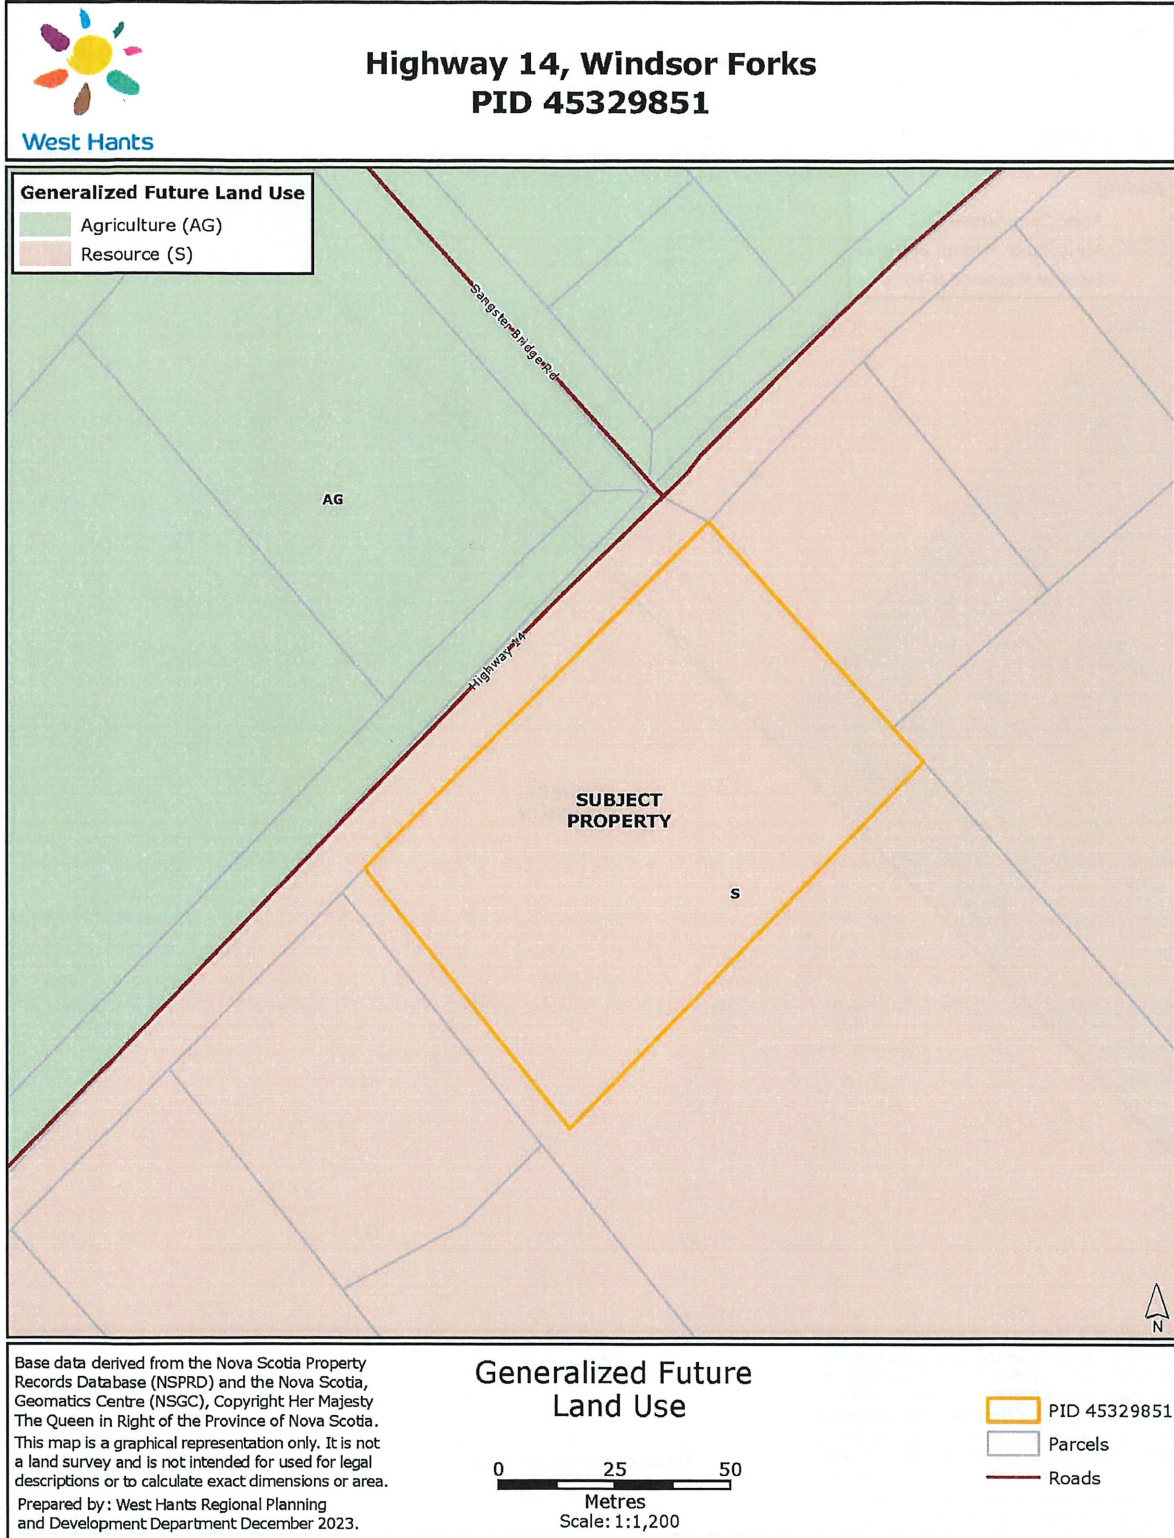 West Hants
Highway 14, Windsor Forks
PID 45329851
Generalized Future Land Use
Agriculture (AG)
Resource (S)
Sangster Bridge Rd
AG
Highway 14
SUBJECT
PROPERTY
S
N
Base data derived from the Nova Scotia Property
Records Database (NSPRD) and the Nova Scotia,
Geomatics Centre (NSGC), Copyright Her Majesty
The Queen in Right of the Province of Nova Scotia.
This map is a graphical representation only. It is not
a land survey and is not intended for used for legal
descriptions or to calculate exact dimensions or area.
Prepared by: West Hants Regional Planning
and Development Department December 2023.
Generalized Future
Land Use
0 25 50
Metres
Scale: 1:1,200
PID 45329851
Parcels
Roads